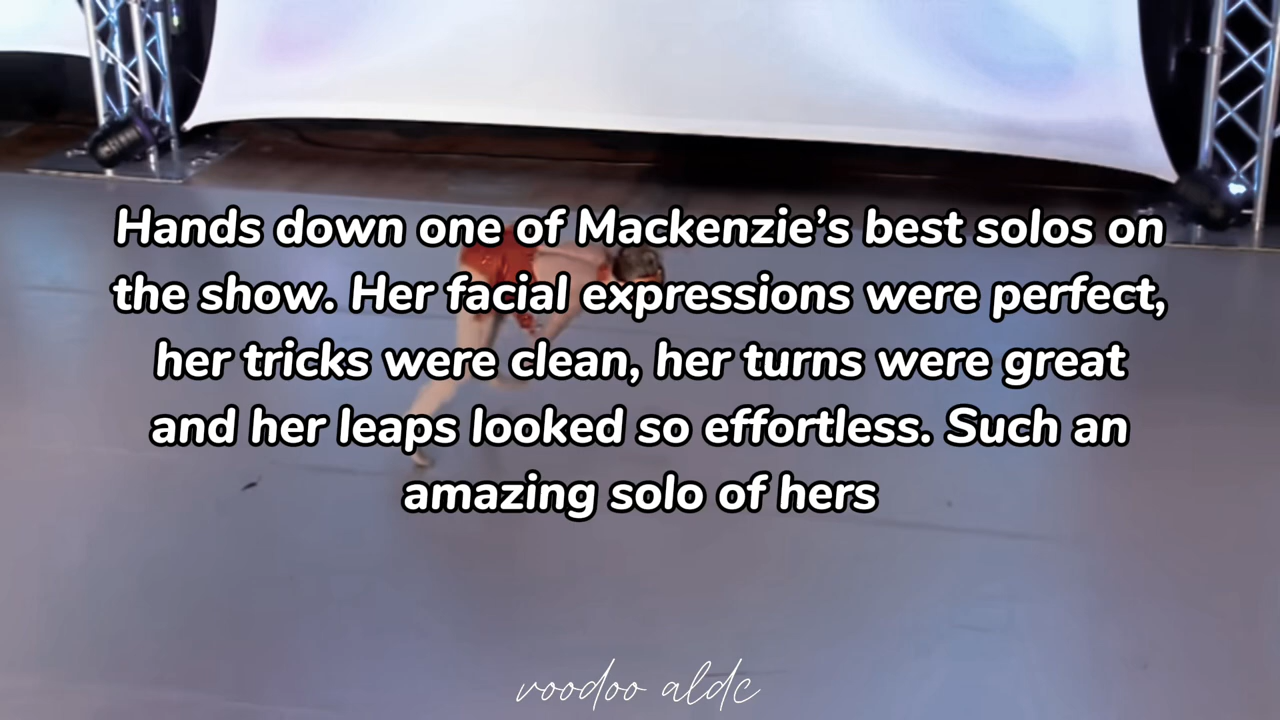 Hands down one of Mackenzie’s best solos on
the show. Her facial expressions were perfect,
her tricks were clean, her turns were great
and her leaps looked so effortless. Such an
amazing solo of hers
voodoo aldc